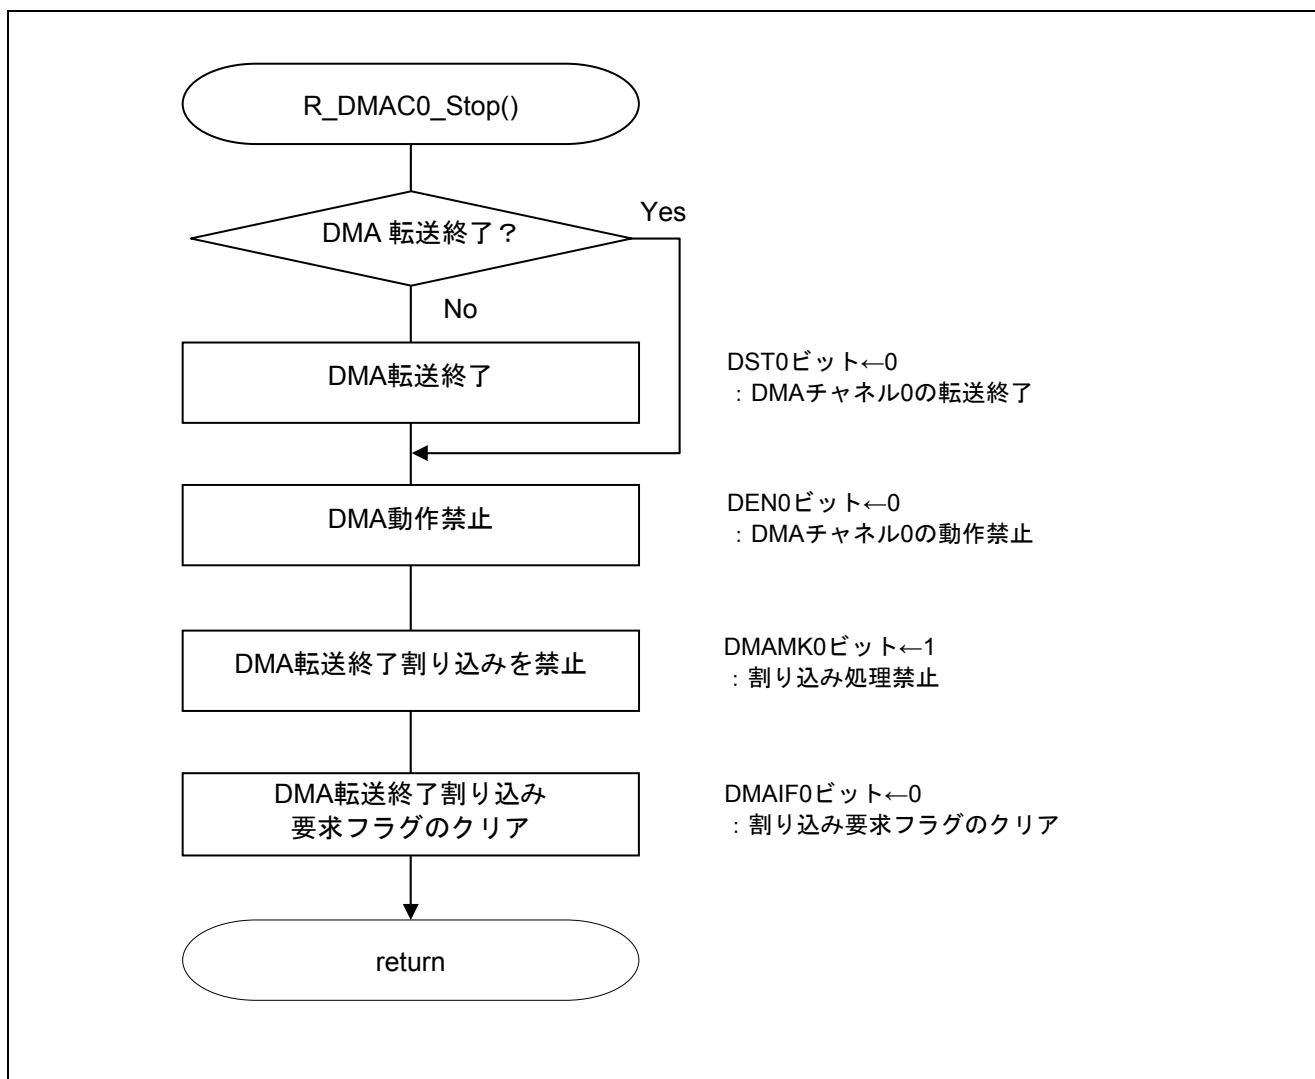 R_DMAC0_Stop()
DMA 転送終了？
Yes
No
DMA転送終了
DST0ビット←0
：DMAチャネル0の転送終了
DMA動作禁止
DEN0ビット←0
：DMAチャネル0の動作禁止
DMA転送終了割り込みを禁止
DMAMK0ビット←1
：割り込み処理禁止
DMA転送終了割り込み
要求フラグのクリア
DMAIF0ビット←0
：割り込み要求フラグのクリア
return